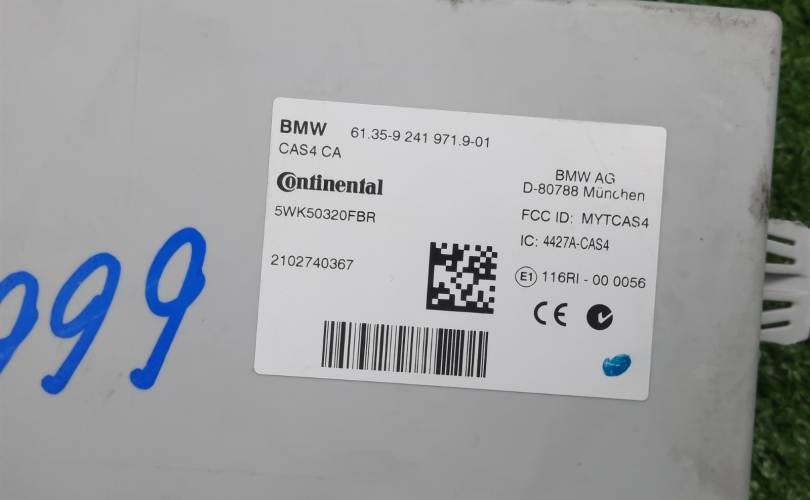 BMW 61.35-9 241 971.9-01
CAS4 CA
Continental
5WK50320FBR
2102740367
BMW AG
D-80788 München
FCC ID: MYTCAS4
IC: 4427A-CAS4
E1 116RI - 00 0056
CE
999